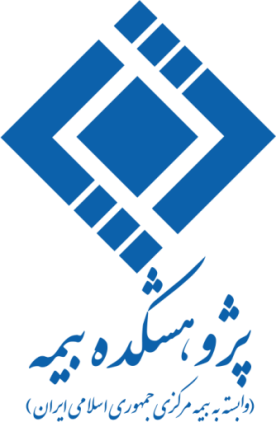 پژوهشکده بیمه
(وابسته به بیمه مرکزی جمهوری اسلامی ایران)